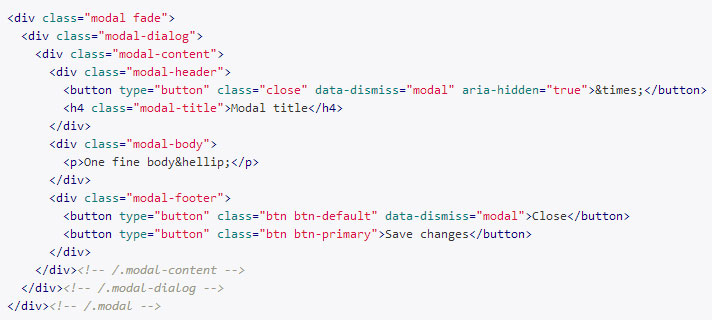 <div class="modal fade">
  <div class="modal-dialog">
    <div class="modal-content">
      <div class="modal-header">
        <button type="button" class="close" data-dismiss="modal" aria-hidden="true">&times;</button>
        <h4 class="modal-title">Modal title</h4>
      </div>
      <div class="modal-body">
        <p>One fine body&hellip;</p>
      </div>
      <div class="modal-footer">
        <button type="button" class="btn btn-default" data-dismiss="modal">Close</button>
        <button type="button" class="btn btn-primary">Save changes</button>
      </div>
    </div><!-- /.modal-content -->
  </div><!-- /.modal-dialog -->
</div><!-- /.modal -->